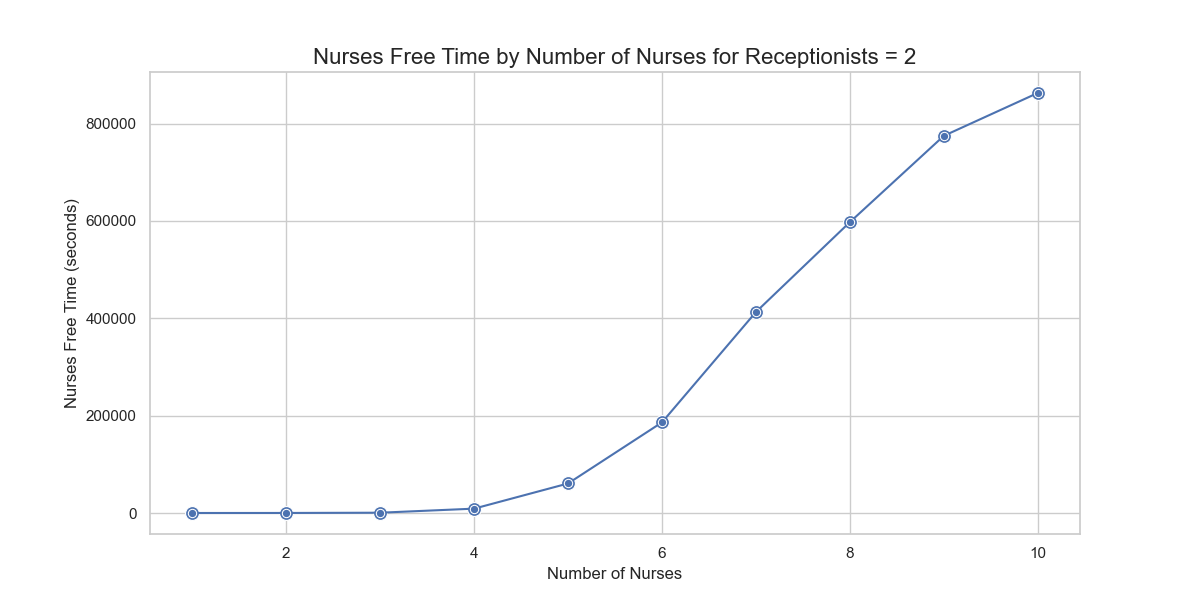 Nurses Free Time by Number of Nurses for Receptionists = 2
Nurses Free Time (seconds)
800000
600000
400000
200000
0
2 4 6 8 10
Number of Nurses